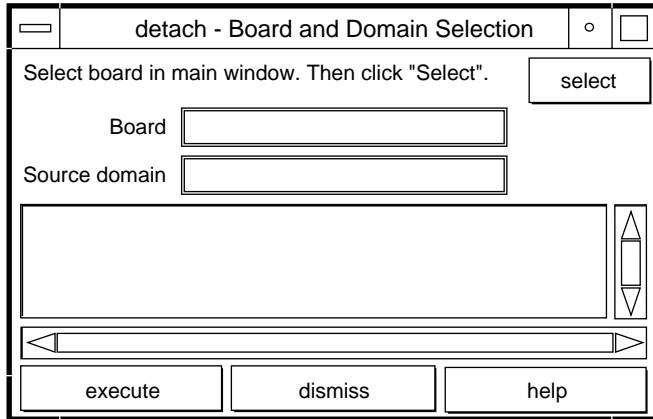 detach - Board and Domain Selection
Select board in main window. Then click "Select".
select
Board
Source domain
execute dismiss help